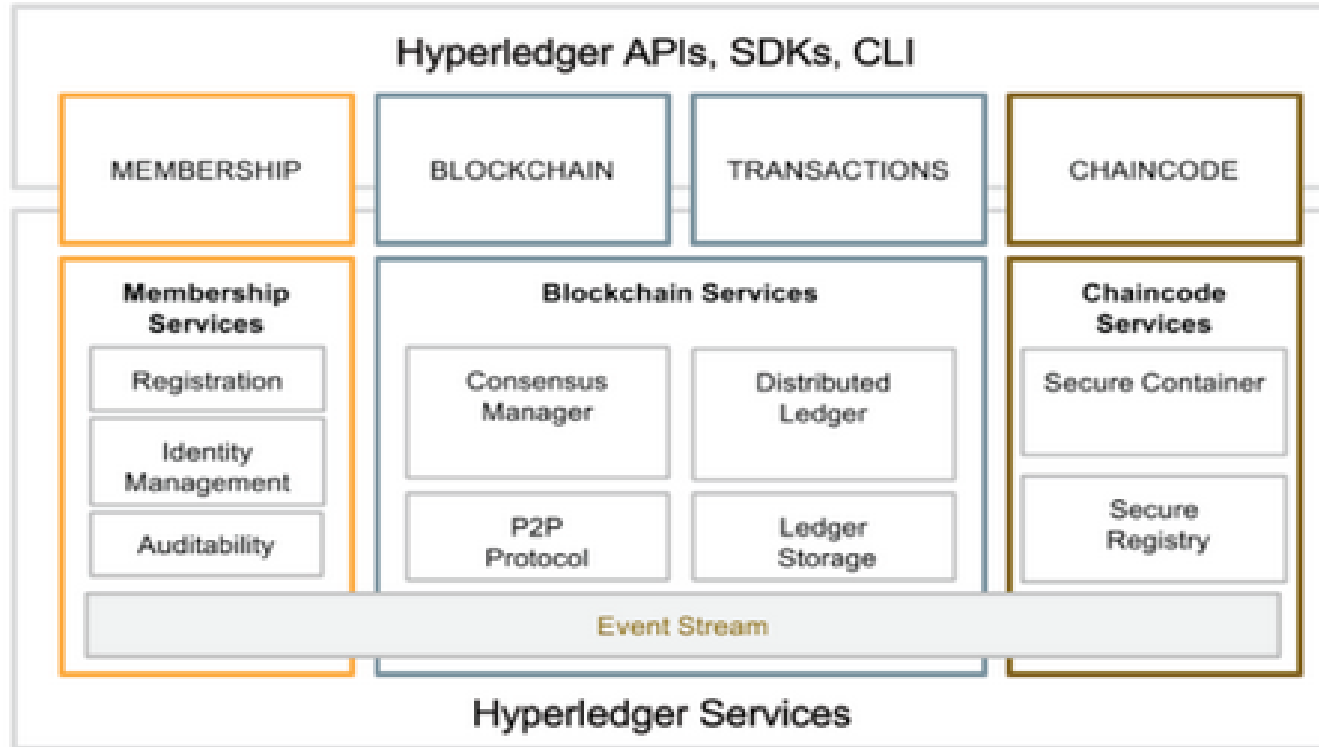 Hyperledger APIs, SDKs, CLI
MEMBERSHIP
BLOCKCHAIN
TRANSACTIONS
CHAINCODE
Membership
Services
Registration
Identity
Management
Auditability
Blockchain Services
Consensus
Manager
Distributed
Ledger
P2P
Protocol
Ledger
Storage
Chaincode
Services
Secure Container
Secure
Registry
Event Stream
Hyperledger Services